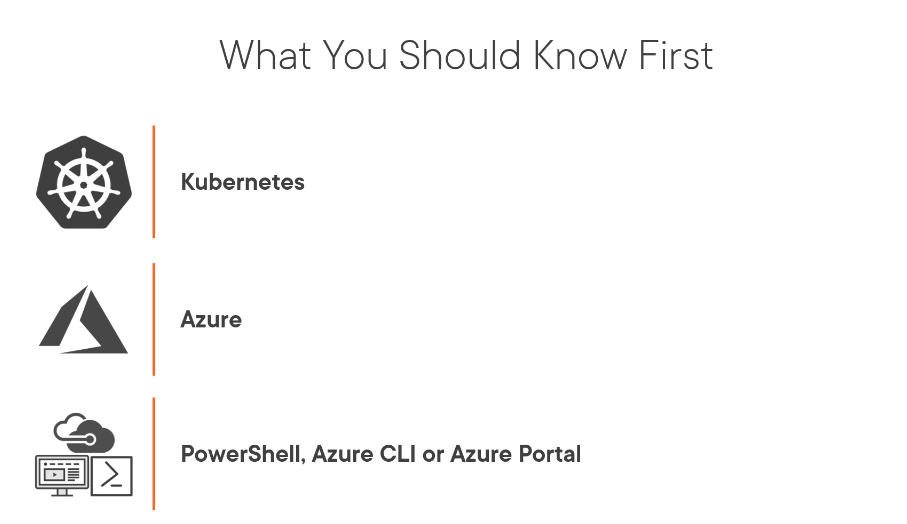 What You Should Know First
Kubernetes
Azure
PowerShell, Azure CLI or Azure Portal